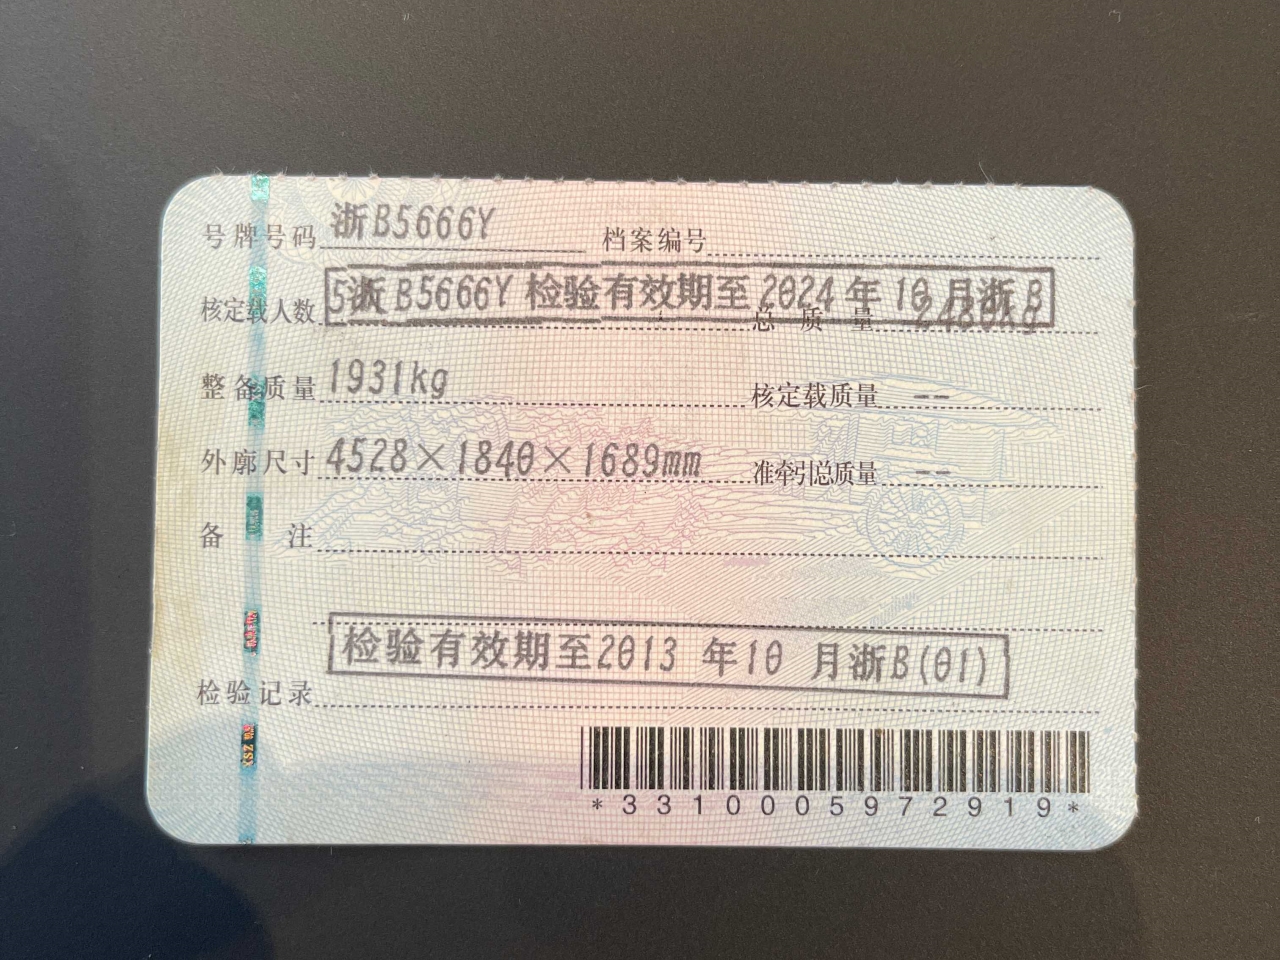 号牌号码 浙B5666Y 档案编号
浙B5666Y 检验有效期至2024年10月浙B
核定载人数 5人 总质量 2480kg
整备质量 1931kg 核定载质量 --
外廓尺寸 4528×1840×1689mm 准牵引总质量 --
备注
检验有效期至2013 年10 月浙B(01)
检验记录
*3310005972919*